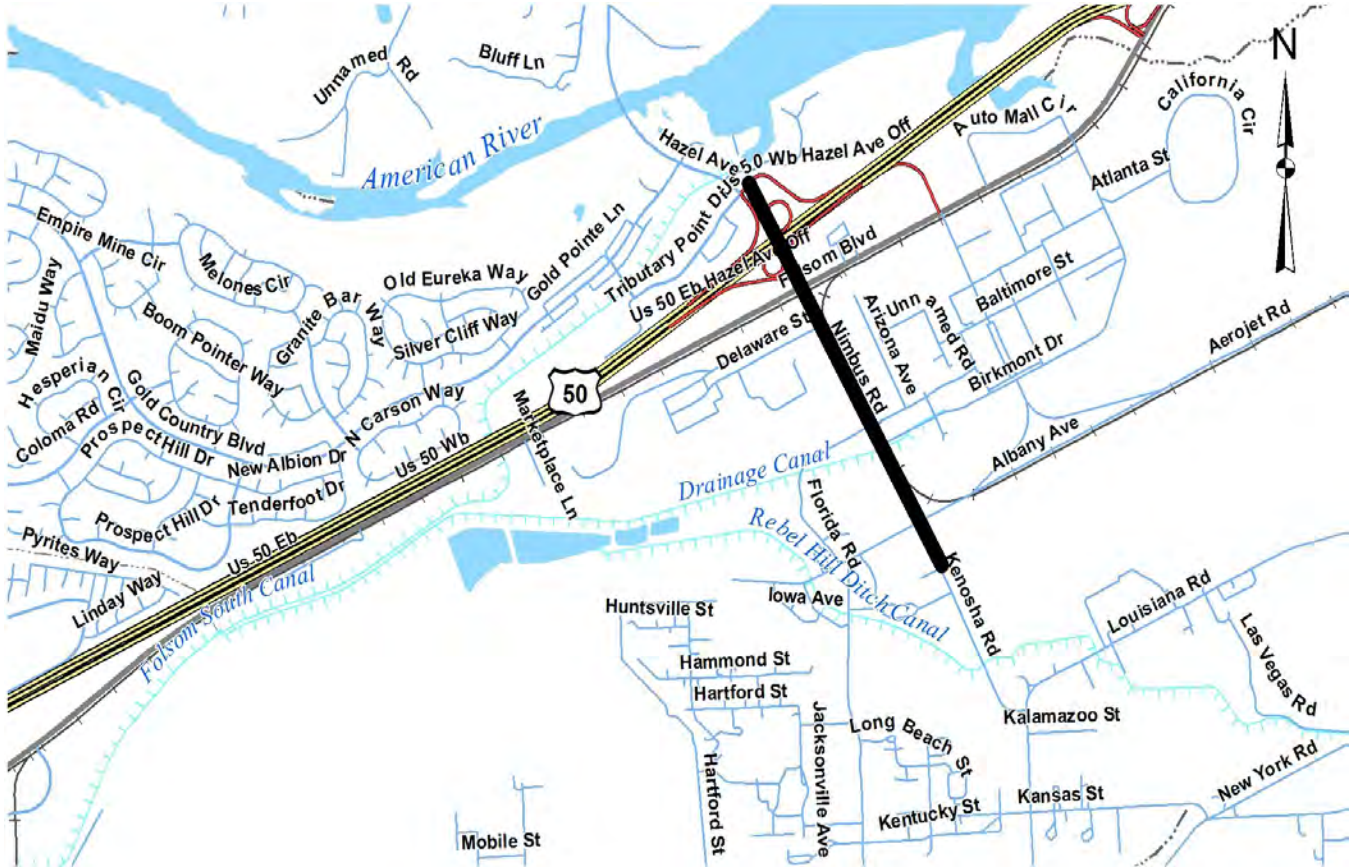 Unnamed Rd
Bluff Ln
N
American River
Hazel Ave
Us 50 Wb Hazel Ave Off
Auto Mall Cir
California Cir
Atlanta St
Empire Mine Cir
Maidu Way
Melones Cir
Old Eureka Way
Gold Pointe Ln
Tributary Point Dr
Us 50 Eb Hazel Ave Off
Folsom Blvd
Baltimore St
Granite Bar Way
Boom Pointer Way
Silver Cliff Way
Delaware St
Nimbus Rd
Arizona Ave
Unnamed Rd
Birkmont Dr
Aerojet Rd
Hesperian Cir
Coloma Rd
Gold Country Blvd
N Carson Way
50
Marketplace Ln
Prospect Hill Dr
New Albion Dr
Us 50 Wb
Albany Ave
Tenderfoot Dr
Prospect Hill Dr
Drainage Canal
Florida Rd
Rebel Hill Ditch Canal
Pyrites Way
Us 50 Eb
Linday Way
Folsom South Canal
Kenosha Rd
Iowa Ave
Huntsville St
Louisiana Rd
Las Vegas Rd
Hammond St
Hartford St
Kalamazoo St
Jacksonville Ave
Long Beach St
Hartford St
New York Rd
Kansas St
Kentucky St
Mobile St